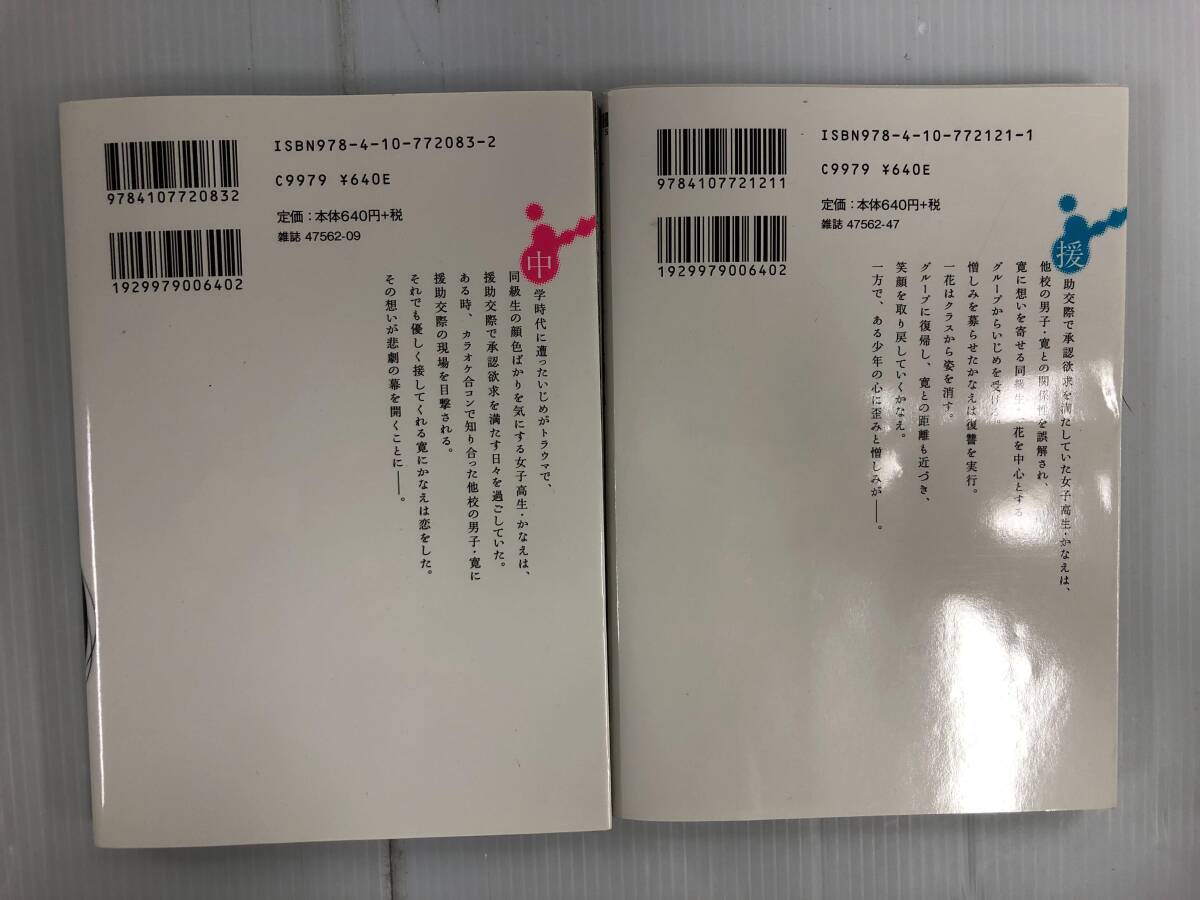 ISBN978-4-10-772083-2
9784107720832
C9979 ¥640E
定価：本体640円+税
雑誌 47562-09
1929979006402
中学時代に遭ったいじめがトラウマで、
同級生の顔色ばかりを気にする女子高生・かなえは、
援助交際で承認欲求を満たす日々を過ごしていた。
ある時、カラオケ合コンで知り合った他校の男子・寛に
援助交際の現場を目撃される。
それでも優しく接してくれる寛にかなえは恋をした。
その想いが悲劇の幕を開くことに——。
ISBN978-4-10-772121-1
9784107721211
C9979 ¥640E
定価：本体640円+税
雑誌 47562-47
1929979006402
援助交際で承認欲求を満たしていた女子高生・かなえは、
他校の男子・寛との関係性を誤解され、
寛に想いを寄せる同級生・一花を中心とする
グループからいじめを受ける。
憎しみを募らせたかなえは復讐を実行。
一花はクラスから姿を消す。
グループに復帰し、寛との距離も近づき、
笑顔を取り戻していくかなえ。
一方で、ある少年の心に歪みと憎しみが——。